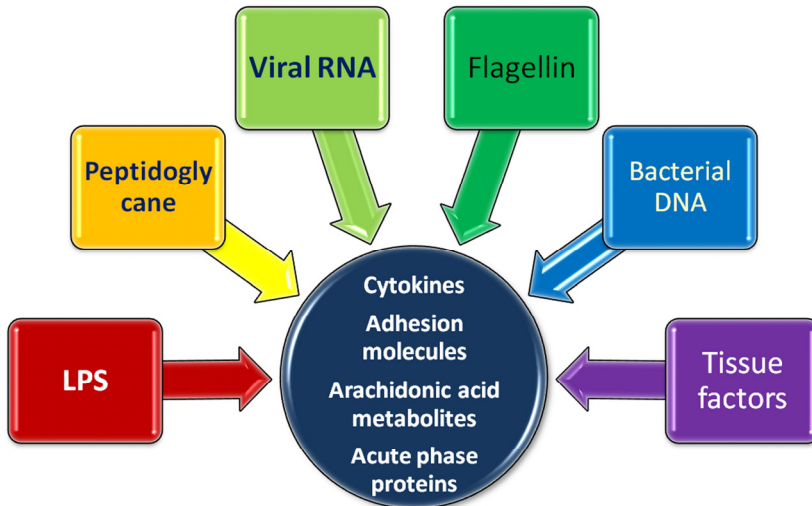 Viral RNA
Flagellin
Peptidogly
cane
Bacterial
DNA
LPS
Tissue
factors
Cytokines
Adhesion
molecules
Arachidonic acid
metabolites
Acute phase
proteins